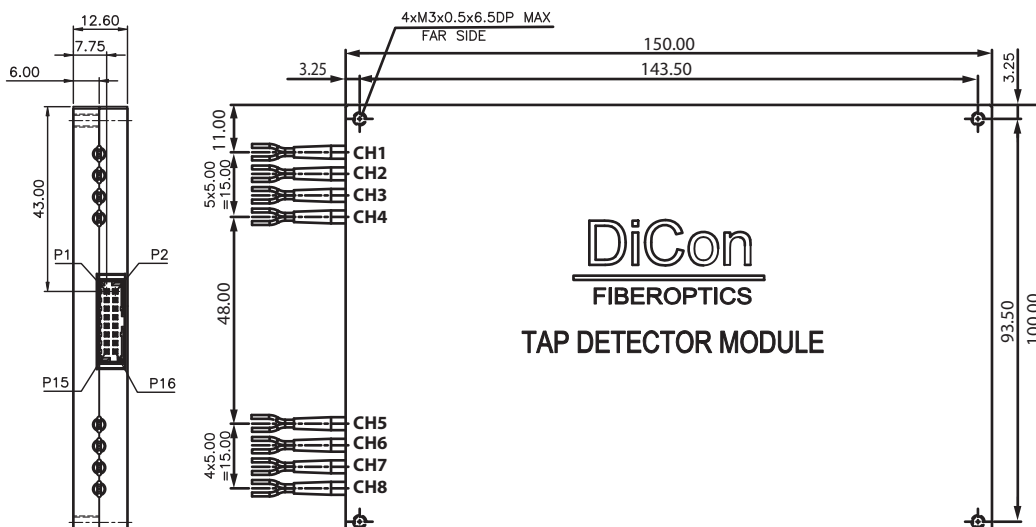 12.60
7.75
6.00
43.00
P1
P2
P15
P16
4xM3x0.5x6.5DP MAX
FAR SIDE
150.00
143.50
3.25
3.25
11.00
5x5.00
=15.00
48.00
4x5.00
=15.00
CH1
CH2
CH3
CH4
CH5
CH6
CH7
CH8
DiCon
FIBEROPTICS
TAP DETECTOR MODULE
93.50
100.00